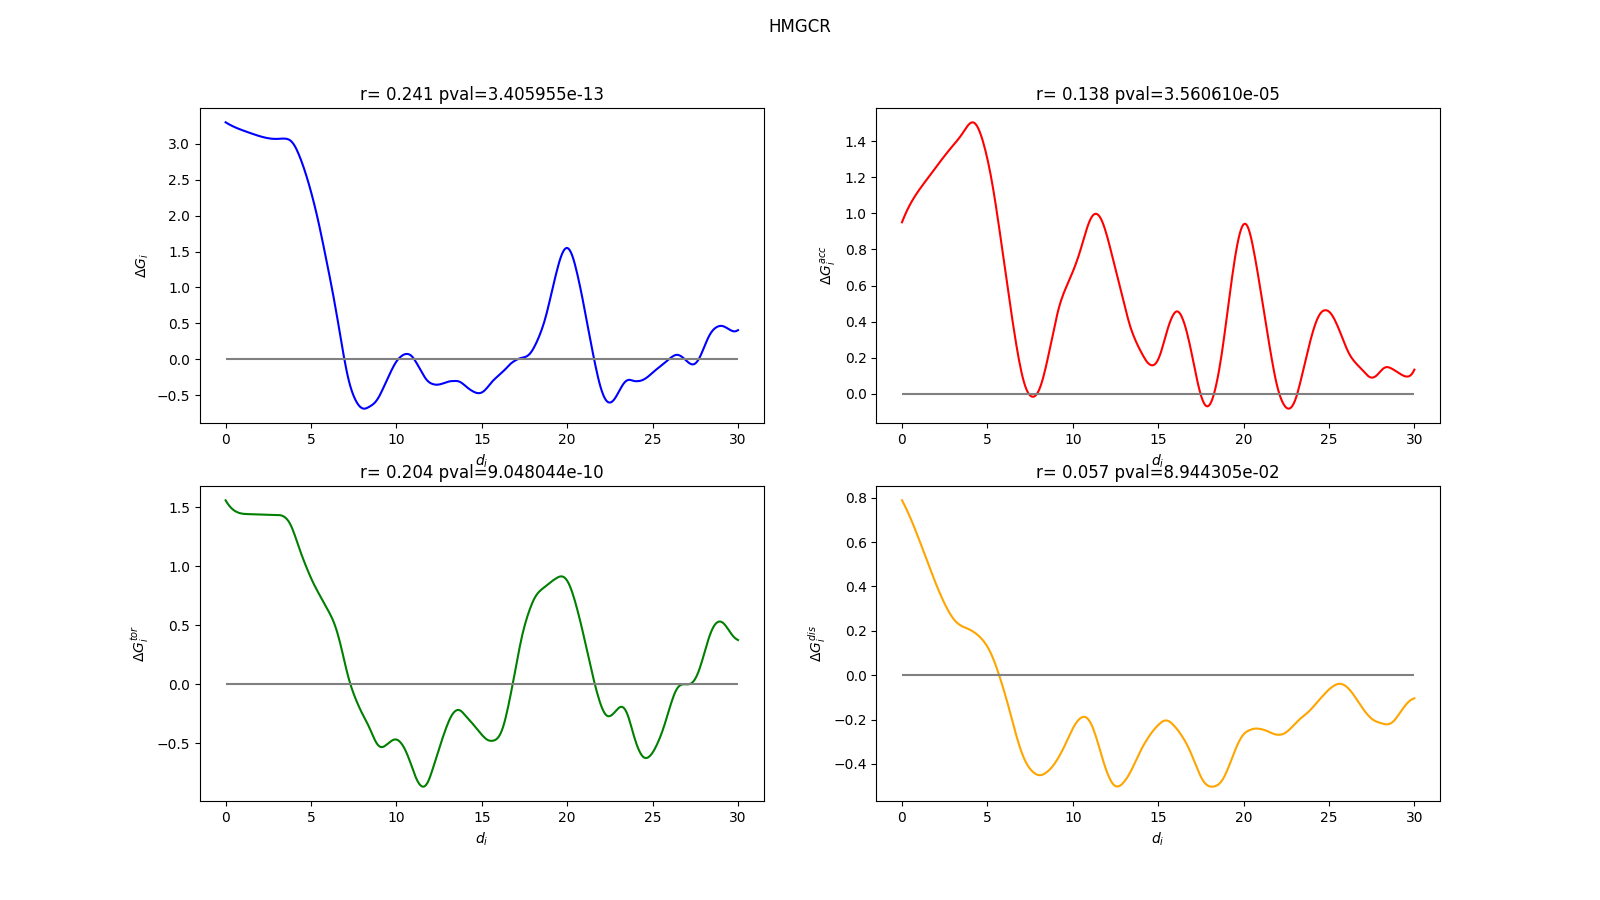 HMGCR
r= 0.241 pval=3.405955e-13
3.0
2.5
2.0
1.5
1.0
0.5
0.0
−0.5
ΔG_i
0 5 10 15 20 25 30
d_i
r= 0.138 pval=3.560610e-05
1.4
1.2
1.0
0.8
0.6
0.4
0.2
0.0
ΔG_i^acc
0 5 10 15 20 25 30
d_i
r= 0.204 pval=9.048044e-10
1.5
1.0
0.5
0.0
−0.5
ΔG_i^tor
0 5 10 15 20 25 30
d_i
r= 0.057 pval=8.944305e-02
0.8
0.6
0.4
0.2
0.0
−0.2
−0.4
ΔG_i^dis
0 5 10 15 20 25 30
d_i